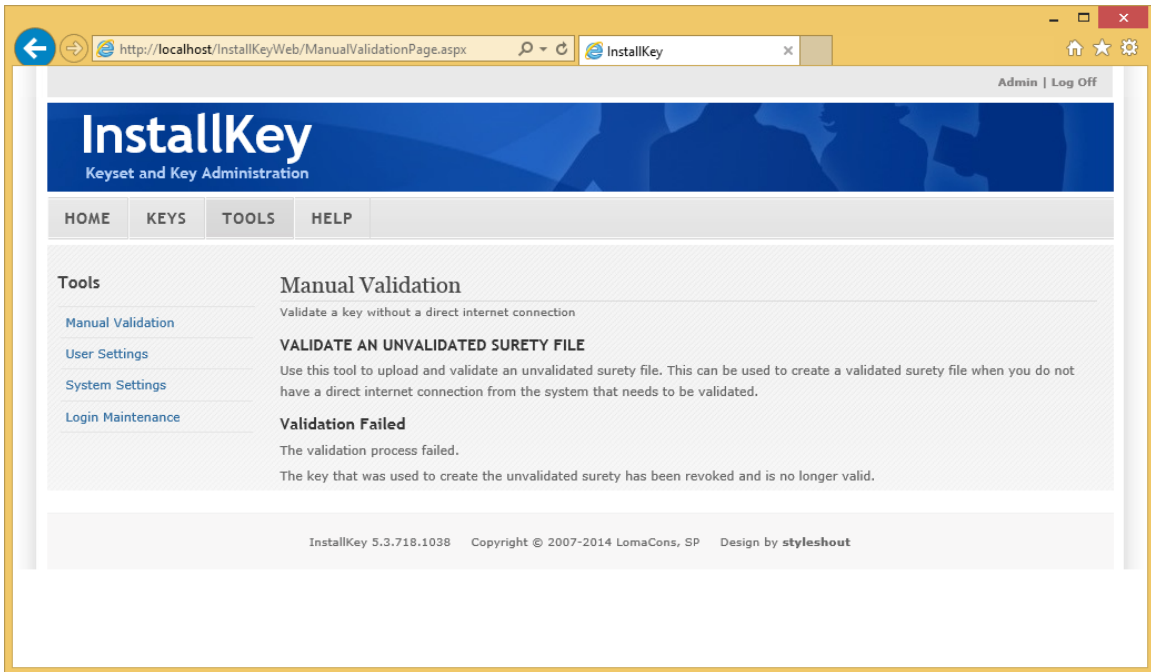 http://localhost/InstallKeyWeb/ManualValidationPage.aspx
InstallKey
Admin | Log Off
InstallKey
Keyset and Key Administration
HOME KEYS TOOLS HELP
Tools
Manual Validation
User Settings
System Settings
Login Maintenance
Manual Validation
Validate a key without a direct internet connection
VALIDATE AN UNVALIDATED SURETY FILE
Use this tool to upload and validate an unvalidated surety file. This can be used to create a validated surety file when you do not
have a direct internet connection from the system that needs to be validated.
Validation Failed
The validation process failed.
The key that was used to create the unvalidated surety has been revoked and is no longer valid.
InstallKey 5.3.718.1038 Copyright © 2007-2014 LomaCons, SP Design by styleshout